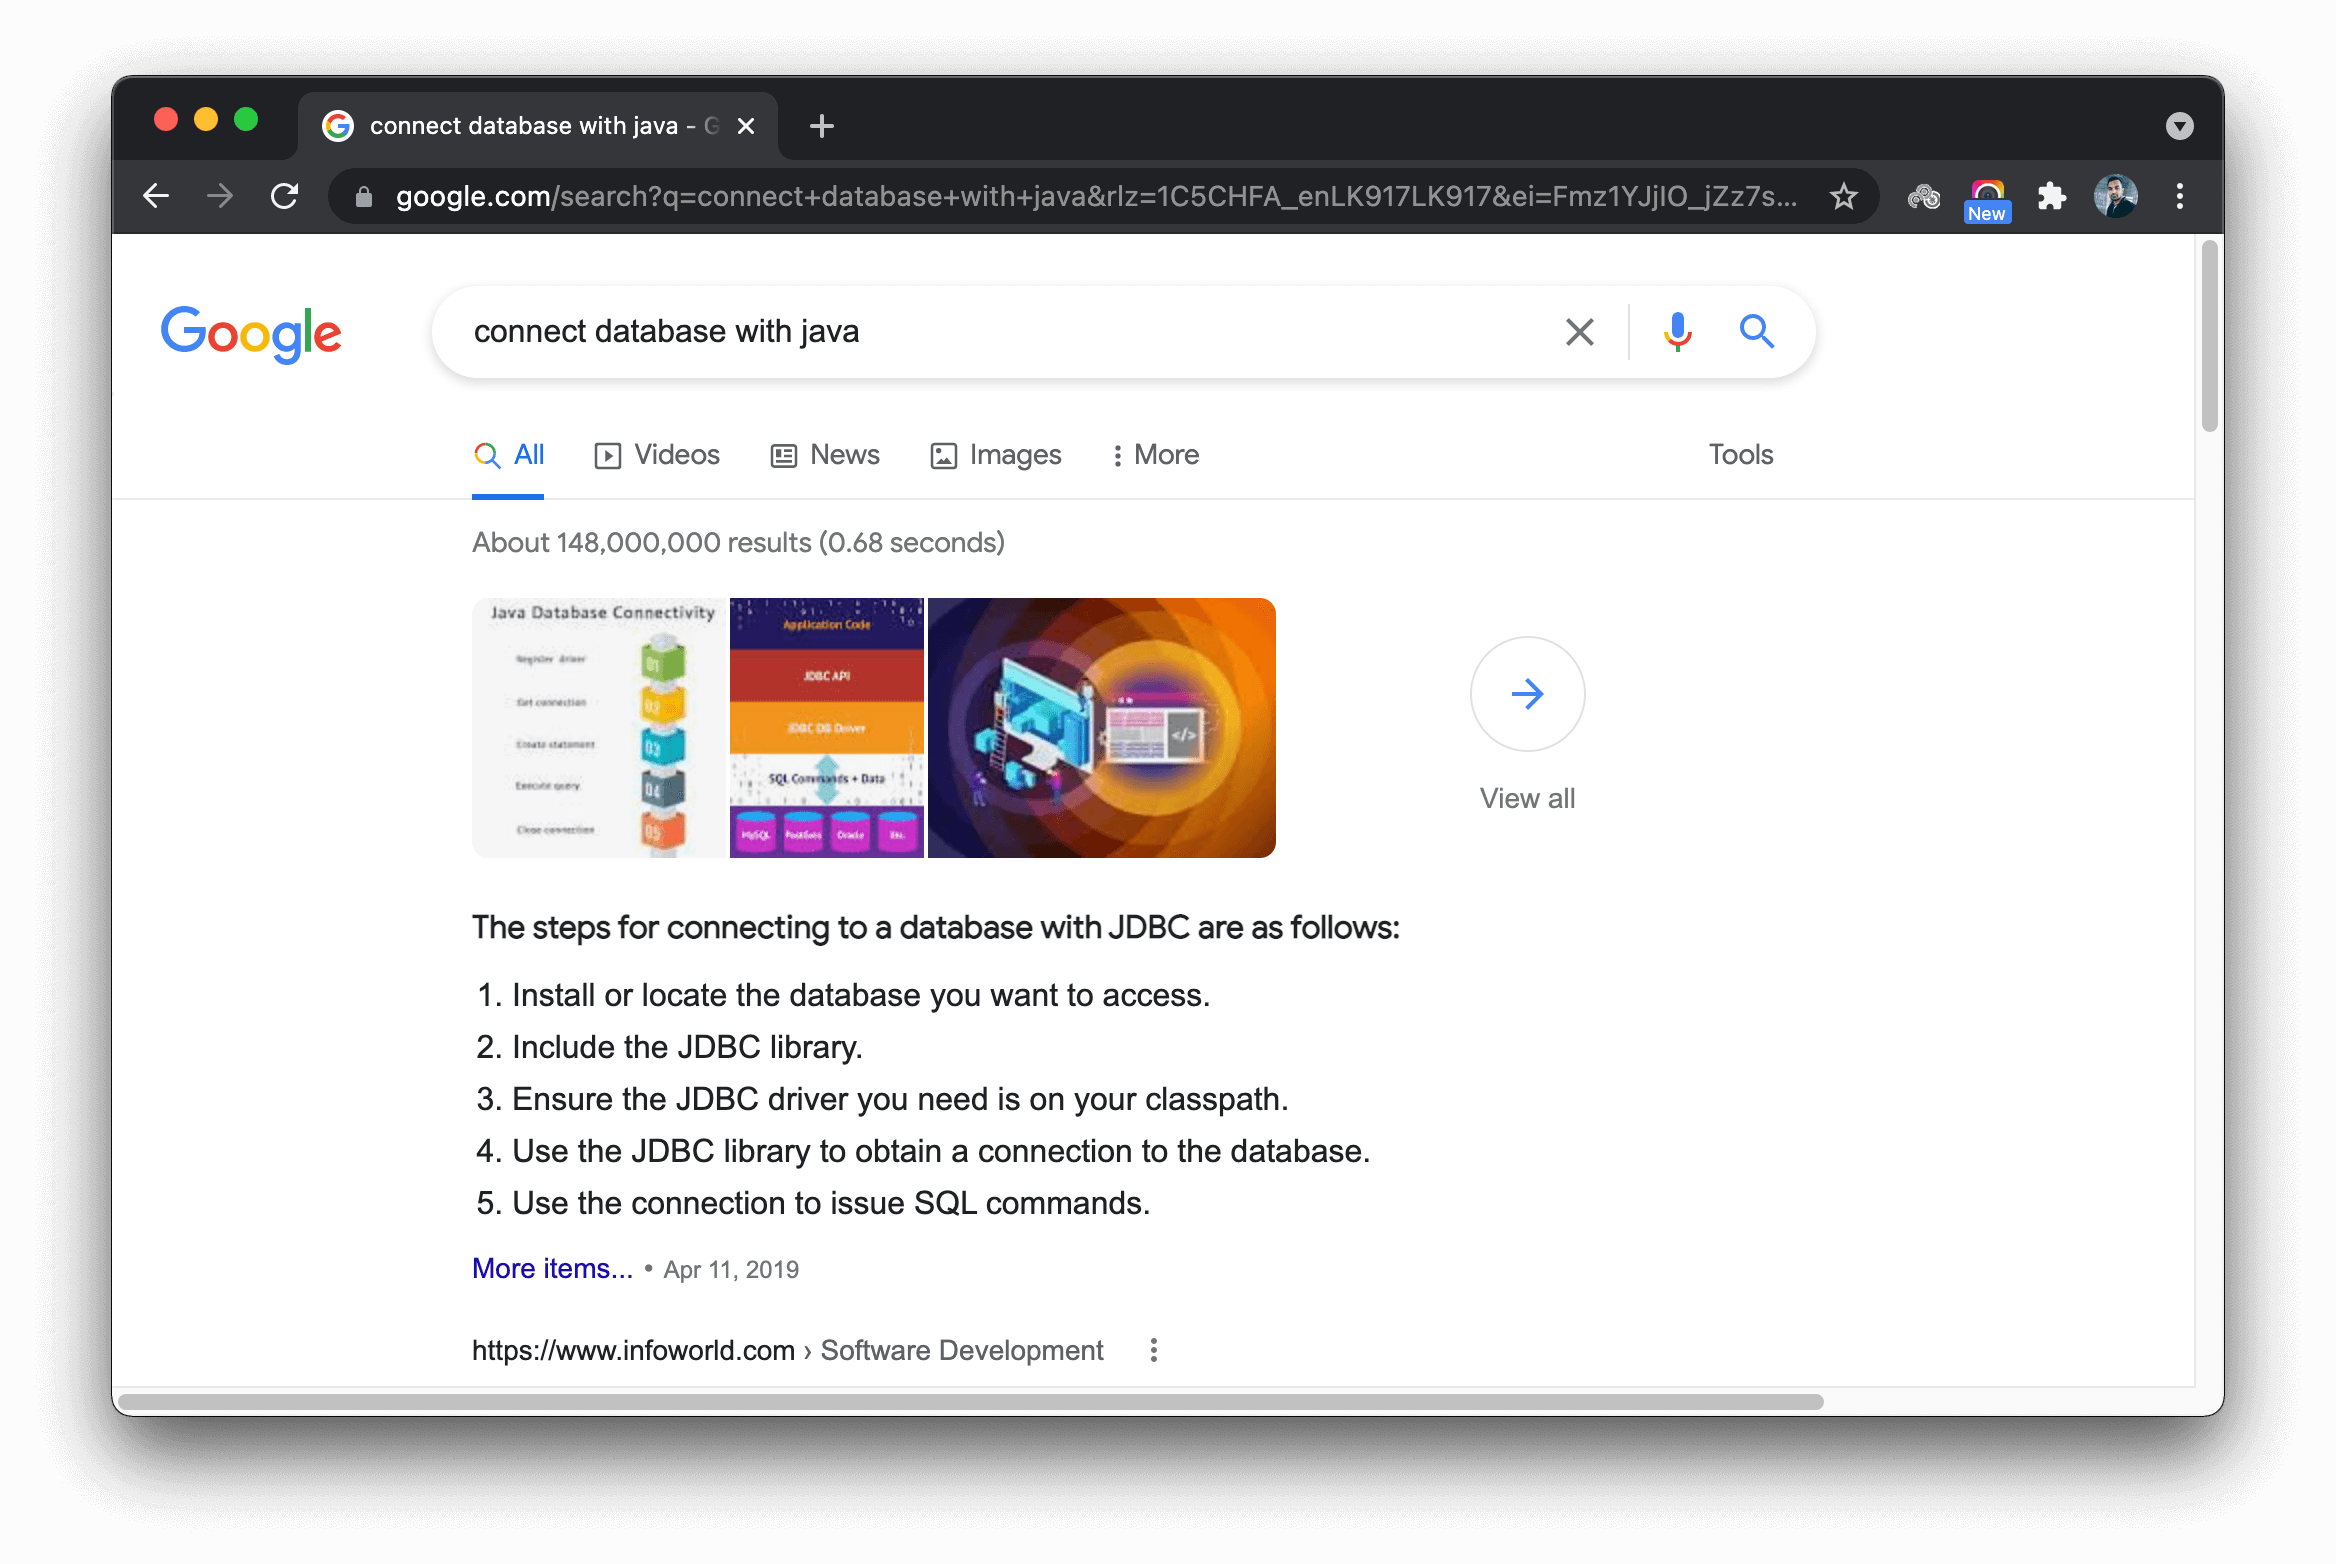 connect database with java - G
google.com/search?q=connect+database+with+java&rlz=1C5CHFA_enLK917LK917&ei=Fmz1YJjIO_jZz7s...
New
Google
connect database with java
All
Videos
News
Images
More
Tools
About 148,000,000 results (0.68 seconds)
Java Database Connectivity
Register driver
01
Get connection
02
Create statement
03
Execute query
04
Close connection
05
Application Code
JDBC API
JDBC DB Driver
SQL Commands + Data
MySQL
Oracle
Etc.
</>
View all
The steps for connecting to a database with JDBC are as follows:
1. Install or locate the database you want to access.
2. Include the JDBC library.
3. Ensure the JDBC driver you need is on your classpath.
4. Use the JDBC library to obtain a connection to the database.
5. Use the connection to issue SQL commands.
More items... • Apr 11, 2019
https://www.infoworld.com › Software Development